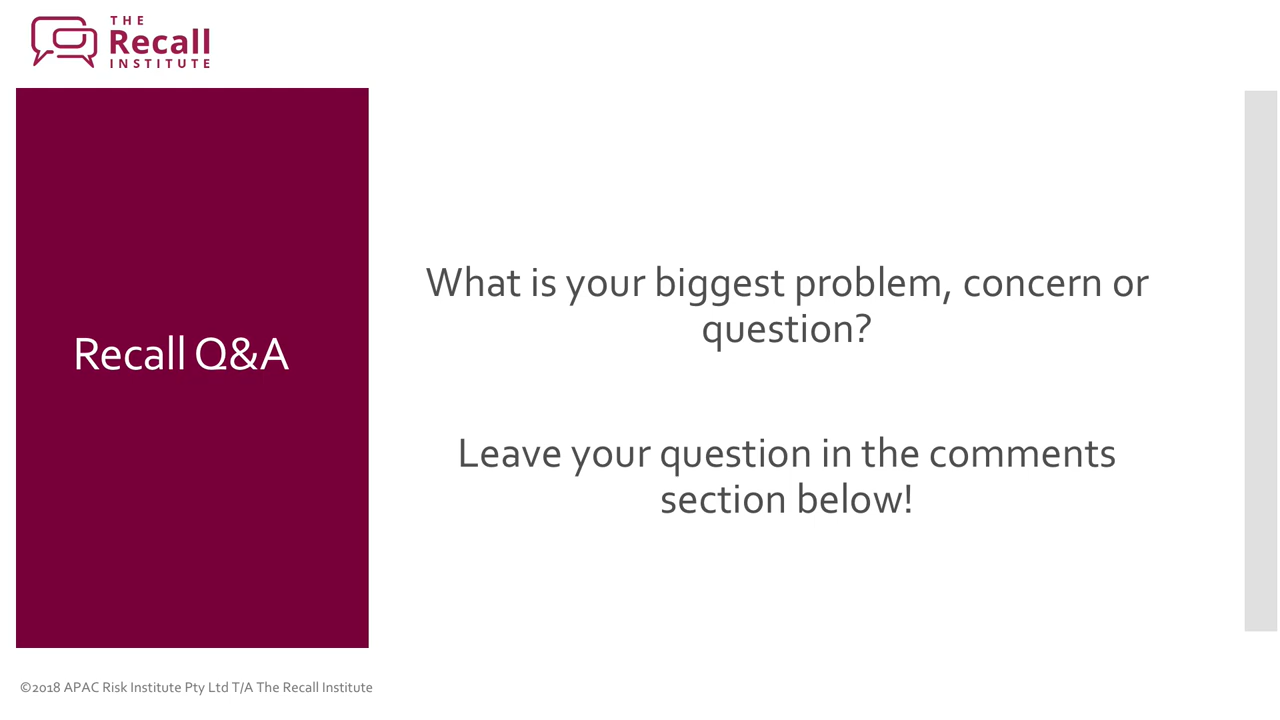 THE
Recall
INSTITUTE
Recall Q&A
What is your biggest problem, concern or
question?
Leave your question in the comments
section below!
©2018 APAC Risk Institute Pty Ltd T/A The Recall Institute